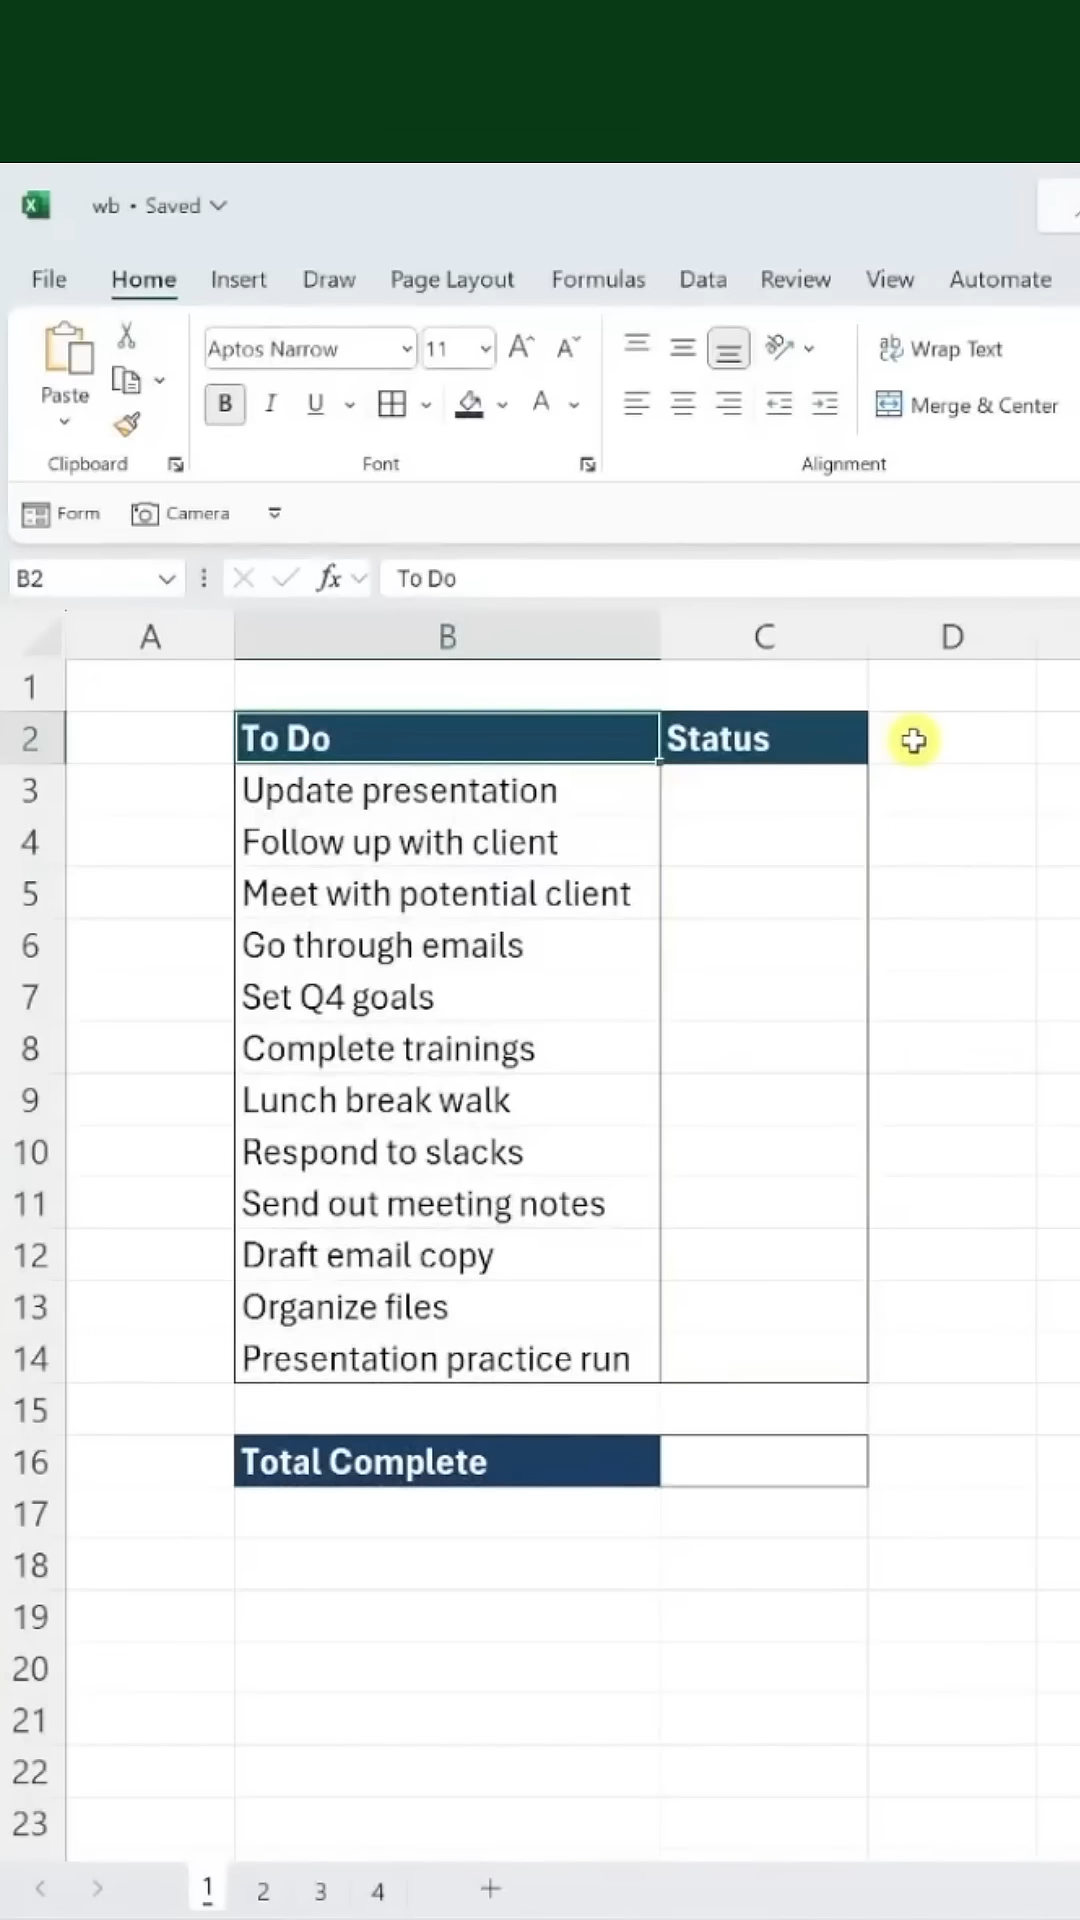 wb • Saved
File Home Insert Draw Page Layout Formulas Data Review View Automate
Paste
Aptos Narrow 11
Wrap Text
B I U A
Merge & Center
Clipboard Font Alignment
Form Camera
B2 fx To Do
A B C D
1
2 To Do Status
3 Update presentation
4 Follow up with client
5 Meet with potential client
6 Go through emails
7 Set Q4 goals
8 Complete trainings
9 Lunch break walk
10 Respond to slacks
11 Send out meeting notes
12 Draft email copy
13 Organize files
14 Presentation practice run
15
16 Total Complete
17
18
19
20
21
22
23
1 2 3 4